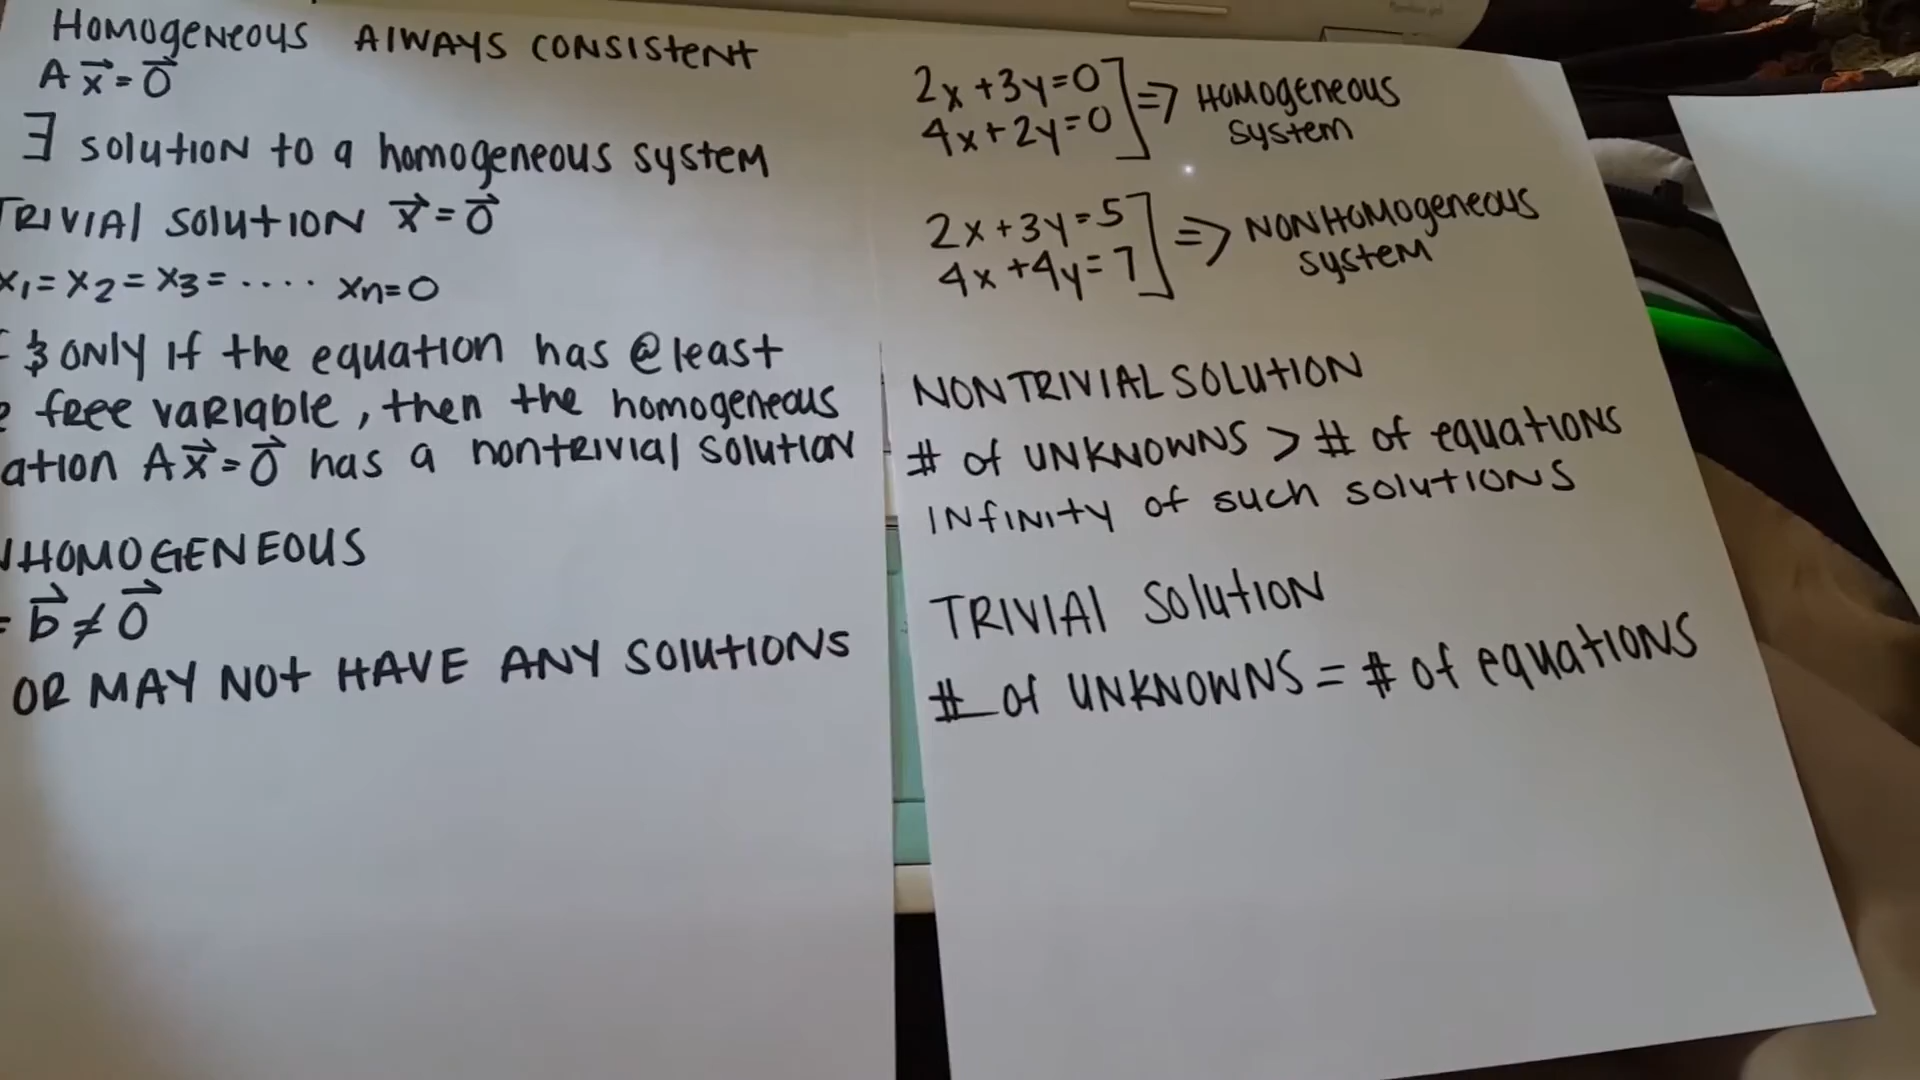 HOMOGENEOUS ALWAYS CONSISTENT
A x⃗ = 0⃗
∃ solution to a homogeneous system
TRIVIAL SOLUTION x⃗ = 0⃗
x₁ = x₂ = x₃ = .... xn = 0
& ONLY if the equation has @least
free variable, then the homogeneous
ation Ax⃗ = 0⃗ has a nontrivial solution
HOMOGENEOUS
= b⃗ ≠ 0⃗
OR MAY NOT HAVE ANY SOLUTIONS
2x + 3y = 0
4x + 2y = 0 ] => HOMOGENEOUS
system
2x + 3y = 5
4x + 4y = 7 ] => NONHOMOGENEOUS
system
NONTRIVIAL SOLUTION
# of UNKNOWNS > # of equations
INFINITY of such solutions
TRIVIAL SOLUTION
# of UNKNOWNS = # of equations